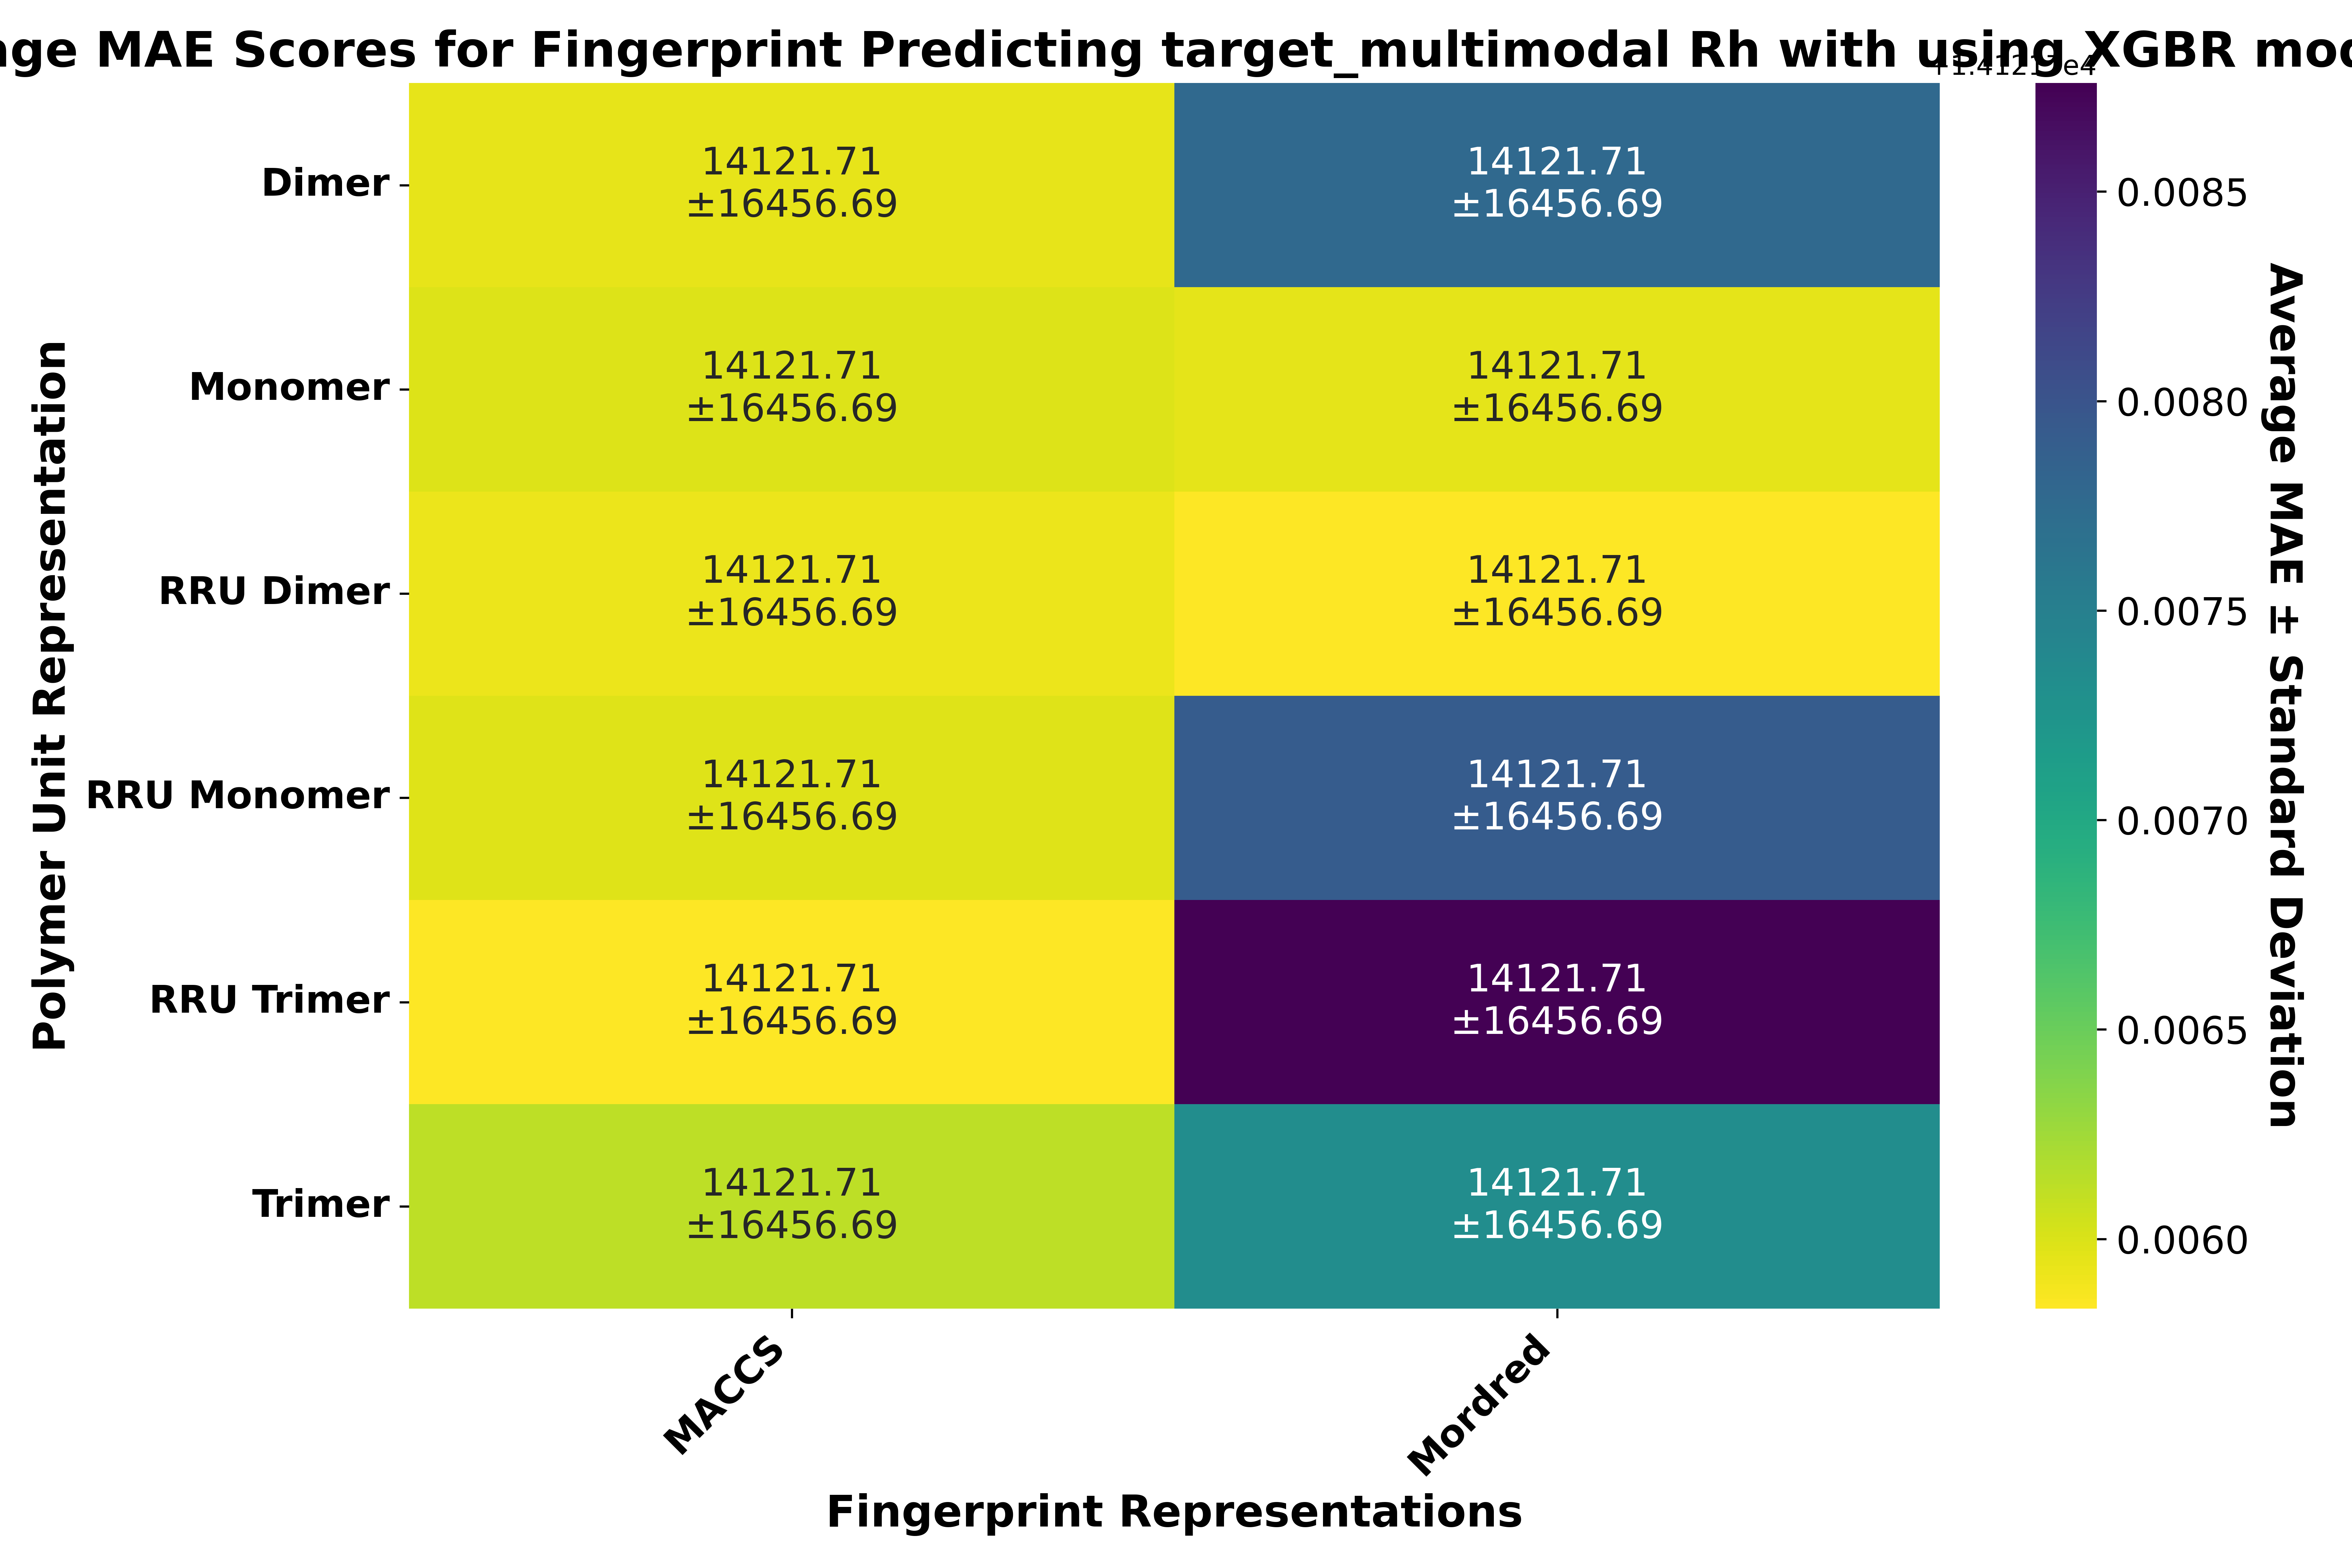 age MAE Scores for Fingerprint Predicting target_multimodal Rh with using XGBR mod
Dimer
14121.71
±16456.69
14121.71
±16456.69
Monomer
14121.71
±16456.69
14121.71
±16456.69
RRU Dimer
14121.71
±16456.69
14121.71
±16456.69
RRU Monomer
14121.71
±16456.69
14121.71
±16456.69
RRU Trimer
14121.71
±16456.69
14121.71
±16456.69
Trimer
14121.71
±16456.69
14121.71
±16456.69
Polymer Unit Representation
MACCS
Mordred
Fingerprint Representations
0.0085
0.0080
0.0075
0.0070
0.0065
0.0060
Average MAE ± Standard Deviation